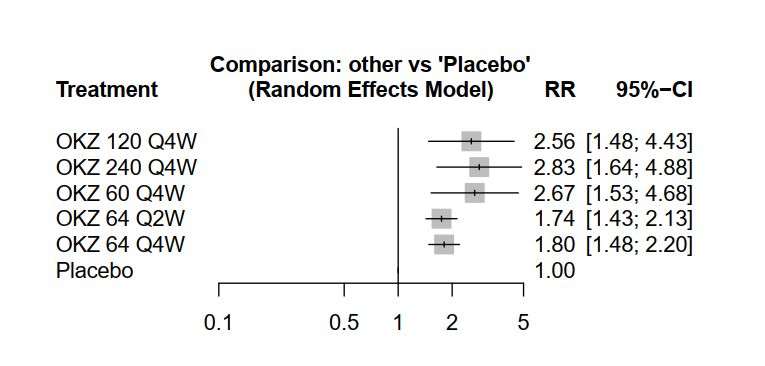 Comparison: other vs 'Placebo'
Treatment (Random Effects Model) RR 95%−CI
OKZ 120 Q4W 2.56 [1.48; 4.43]
OKZ 240 Q4W 2.83 [1.64; 4.88]
OKZ 60 Q4W 2.67 [1.53; 4.68]
OKZ 64 Q2W 1.74 [1.43; 2.13]
OKZ 64 Q4W 1.80 [1.48; 2.20]
Placebo 1.00
0.1 0.5 1 2 5